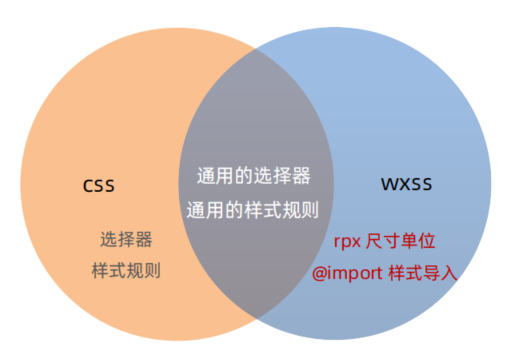 css
选择器
样式规则
通用的选择器
通用的样式规则
wxss
rpx 尺寸单位
@import 样式导入